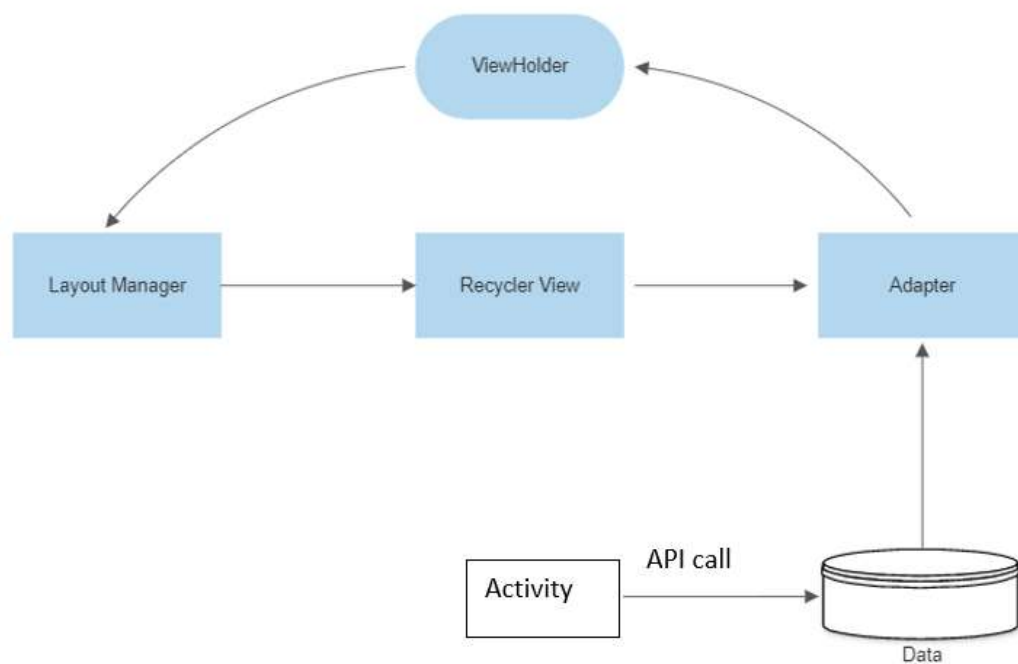 ViewHolder
Layout Manager
Recycler View
Adapter
API call
Activity
Data